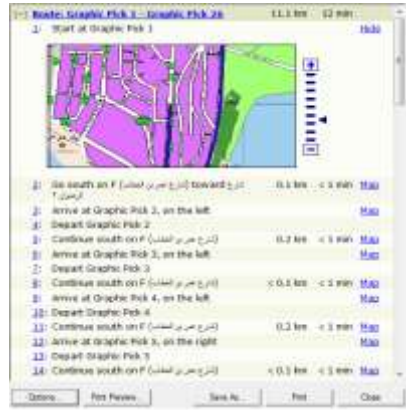 [-] Route: Graphic Pick 1 - Graphic Pick 26 11.1 km 12 min
1: Start at Graphic Pick 1 Hide
2: Go south on F toward 0.1 km < 1 min Map
3: Arrive at Graphic Pick 2, on the left Map
4: Depart Graphic Pick 2
5: Continue south on F 0.2 km < 1 min Map
6: Arrive at Graphic Pick 3, on the left Map
7: Depart Graphic Pick 3
8: Continue south on F < 0.1 km < 1 min Map
9: Arrive at Graphic Pick 4, on the left Map
10: Depart Graphic Pick 4
11: Continue south on F 0.2 km < 1 min Map
12: Arrive at Graphic Pick 5, on the right Map
13: Depart Graphic Pick 5
14: Continue south on F < 0.1 km < 1 min Map
Options... Print Preview... Save As... Print Close